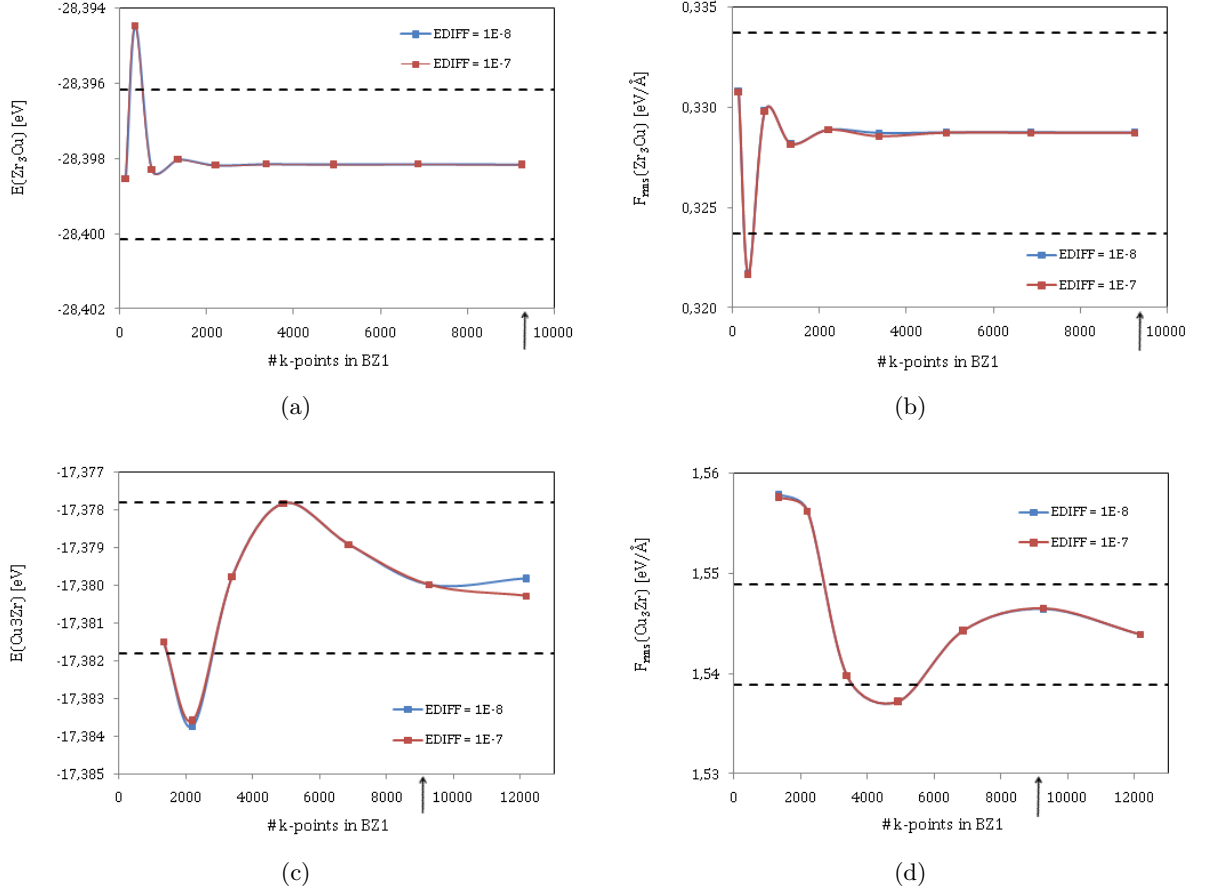 -28,394
-28,396
-28,398
-28,400
-28,402
E(Zr₃Cu) [eV]
EDIFF = 1E-8
EDIFF = 1E-7
0 2000 4000 6000 8000 10000
# k-points in BZ1
(a)
0,335
0,330
0,325
0,320
Frms(Zr₃Cu) [eV/Å]
EDIFF = 1E-8
EDIFF = 1E-7
0 2000 4000 6000 8000 10000
# k-points in BZ1
(b)
-17,377
-17,378
-17,379
-17,380
-17,381
-17,382
-17,383
-17,384
-17,385
E(Cu3Zr) [eV]
EDIFF = 1E-8
EDIFF = 1E-7
0 2000 4000 6000 8000 10000 12000
# k-points in BZ1
(c)
1,56
1,55
1,54
1,53
Frms(Cu₃Zr) [eV/Å]
EDIFF = 1E-8
EDIFF = 1E-7
0 2000 4000 6000 8000 10000 12000
# k-points in BZ1
(d)